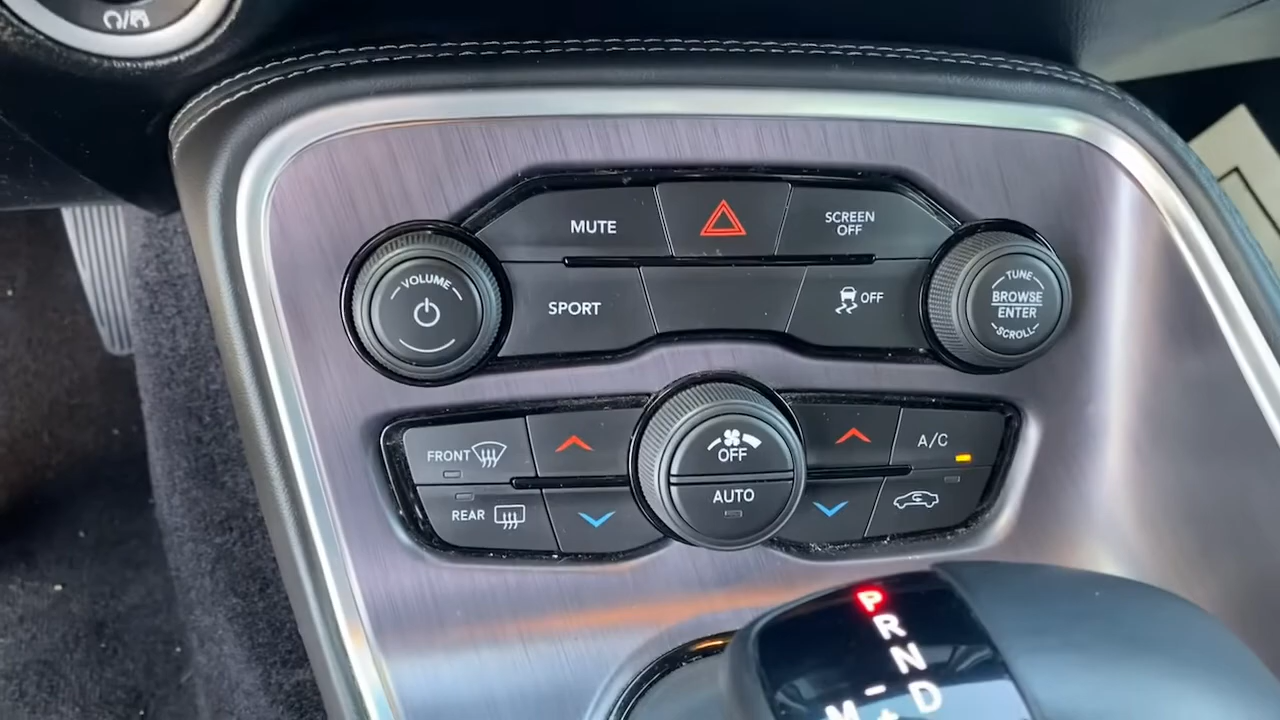 MUTE
SCREEN
OFF
VOLUME
SPORT
OFF
TUNE
BROWSE
ENTER
SCROLL
FRONT
OFF
A/C
REAR
AUTO
P
R
N
D
M
-
+